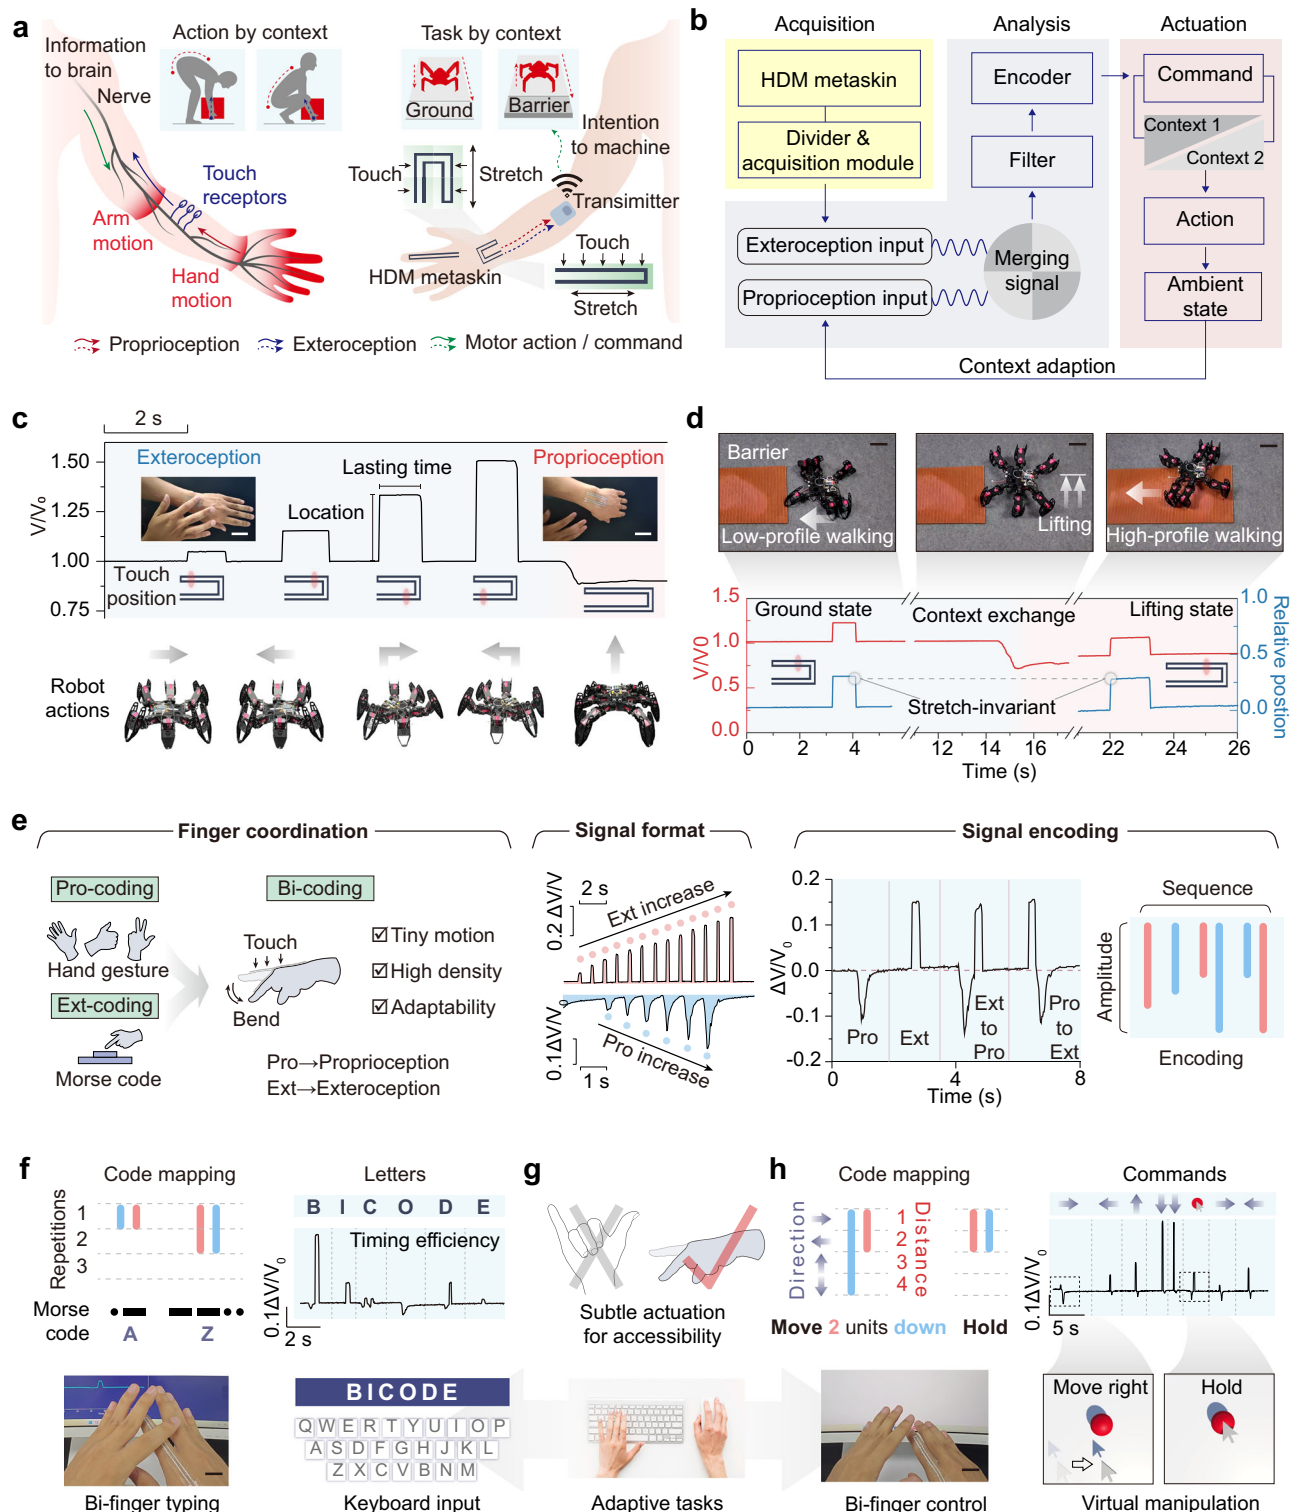 a
Action by context
Task by context
Information
to brain
Nerve
Ground
Barrier
Intention
to machine
Touch
Stretch
Touch
receptors
Transmitter
Arm
motion
Hand
motion
HDM metaskin
Touch
Stretch
Proprioception
Exteroception
Motor action / command
b
Acquisition
Analysis
Actuation
HDM metaskin
Divider &
acquisition module
Encoder
Filter
Command
Context 1
Context 2
Action
Ambient
state
Exteroception input
Proprioception input
Merging
signal
Context adaption
c
2 s
V/V₀
1.50
1.25
1.00
0.75
Exteroception
Proprioception
Lasting time
Location
Touch
position
Robot
actions
d
Barrier
Low-profile walking
Lifting
High-profile walking
V/V0
1.5
1.0
0.5
0.0
Ground state
Context exchange
Lifting state
Stretch-invariant
1.0
0.5
0.0
Relative postion
0 2 4 12 16 22 24 26
Time (s)
e
Finger coordination
Signal format
Signal encoding
Pro-coding
Hand gesture
Ext-coding
Morse code
Bi-coding
Touch
Bend
Tiny motion
High density
Adaptability
Pro→Proprioception
Ext→Exteroception
2 s
0.2 ΔV/V
Ext increase
0.1ΔV/V₀
Pro increase
1 s
ΔV/V₀
0.2
0.1
0.0
-0.1
-0.2
Pro
Ext
Ext
to
Pro
Pro
to
Ext
0 4 8
Time (s)
Sequence
Amplitude
Encoding
f
Code mapping
Repetitions
1
2
3
Morse
code
A
Z
Letters
B I C O D E
Timing efficiency
0.1ΔV/V₀
2 s
Bi-finger typing
BICODE
Q W E R T Y U I O P
A S D F G H J K L
Z X C V B N M
Keyboard input
g
Subtle actuation
for accessibility
Adaptive tasks
h
Code mapping
Direction
1
2
3
4
Distance
Move 2 units down
Hold
Commands
0.1ΔV/V₀
5 s
Bi-finger control
Move right
Hold
Virtual manipulation